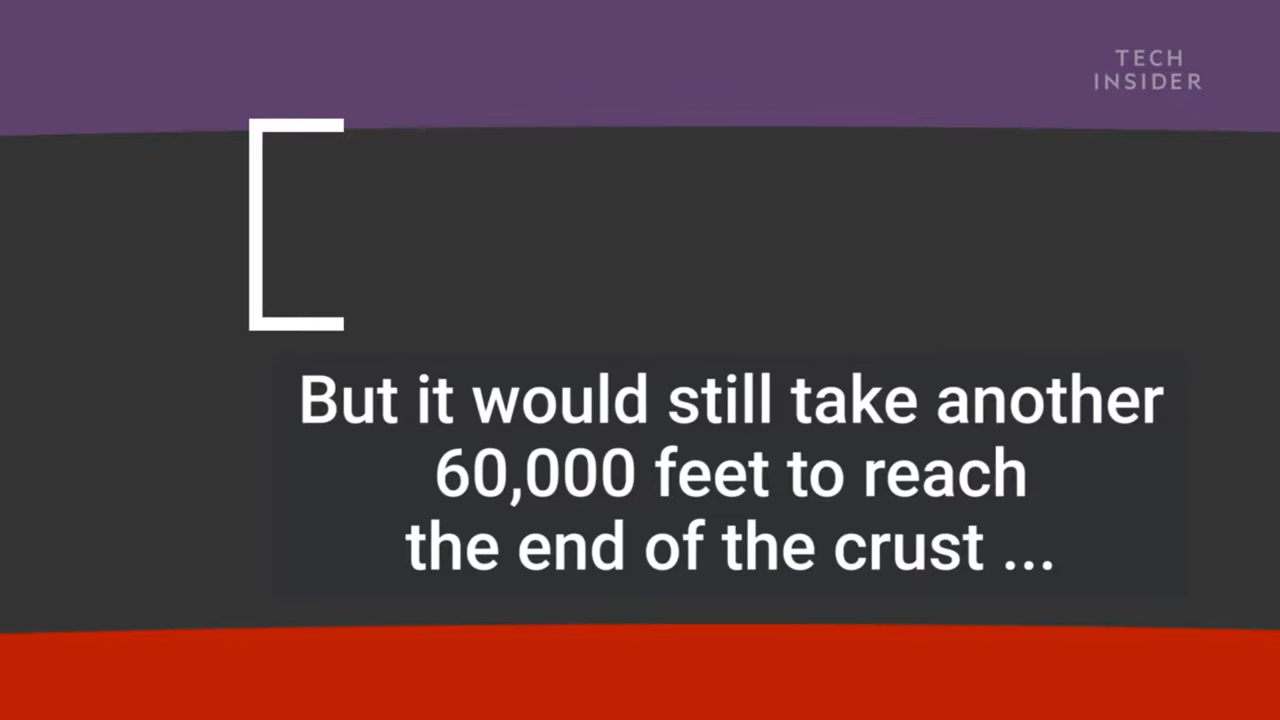 TECH
INSIDER
But it would still take another
60,000 feet to reach
the end of the crust ...